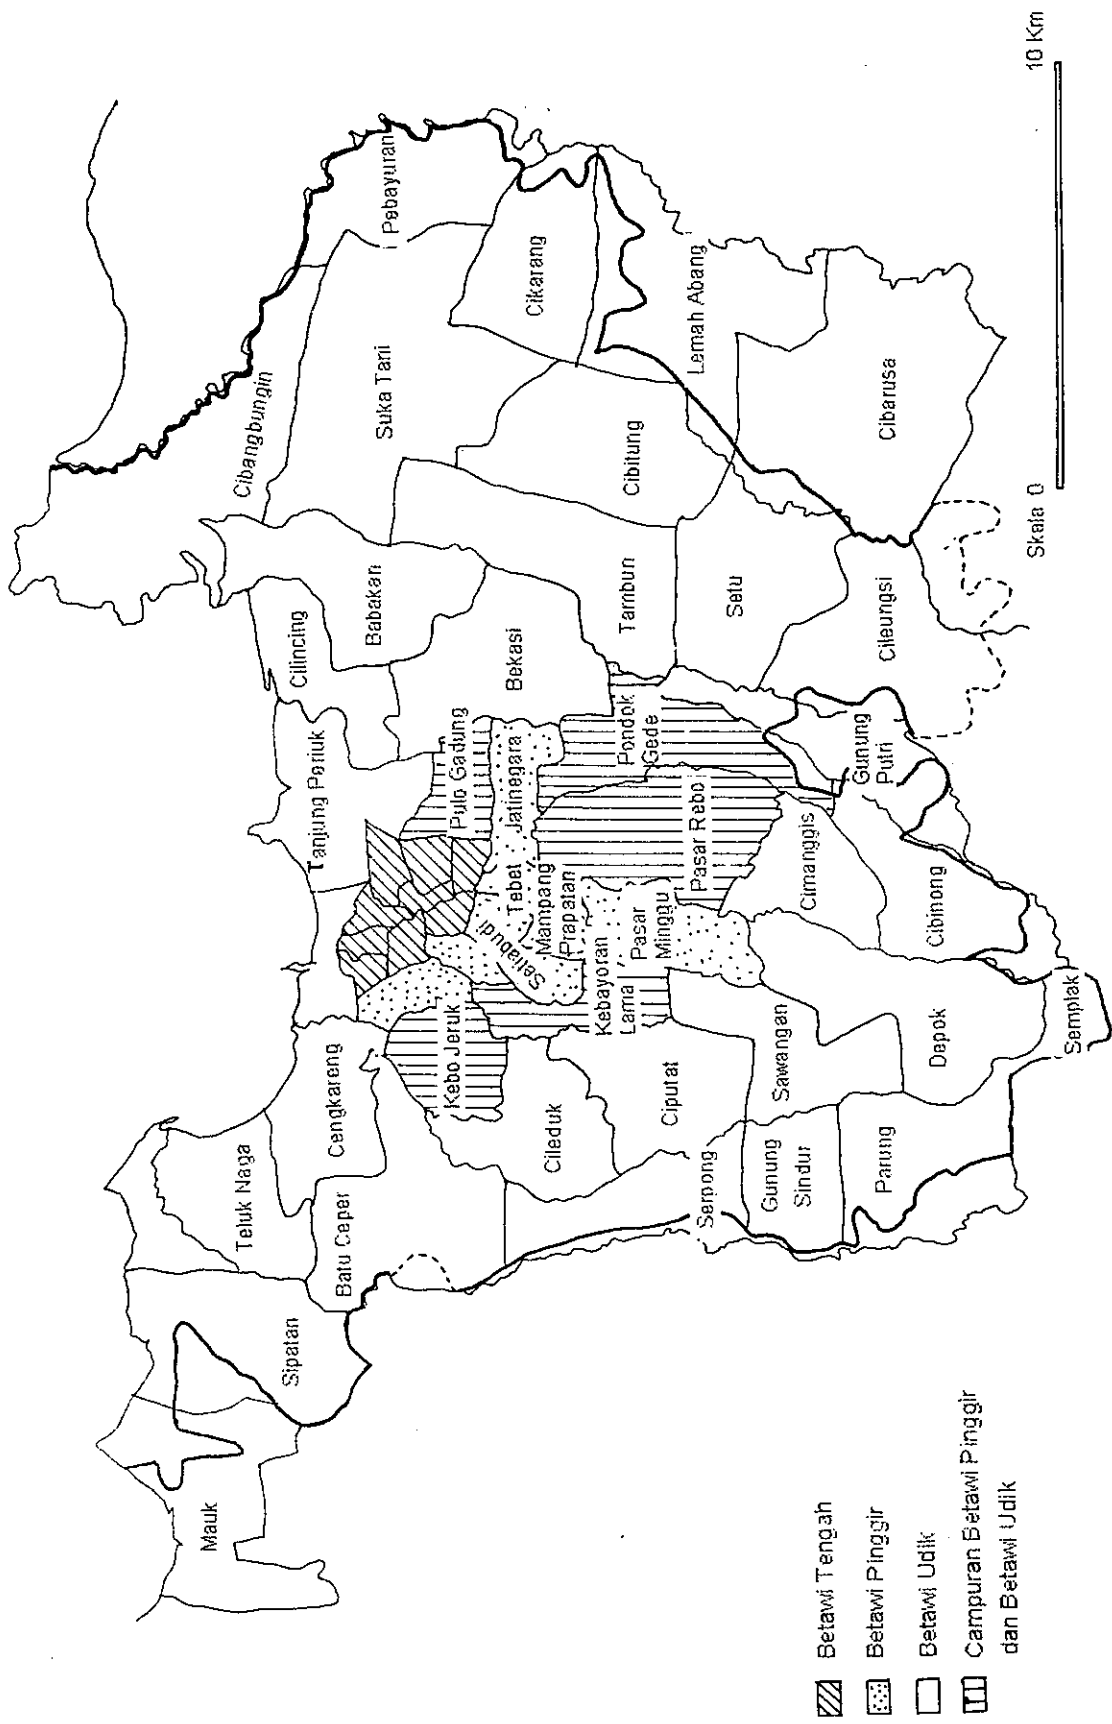 Mauk
Sipatan
Teluk Naga
Batu Ceper
Cengkareng
Tanjung Periuk
Cilincing
Babakan
Cibangbungin
Suka Tani
Pebayuran
Kebo Jeruk
Pulo Gadung
Jatinegara
Bekasi
Cikarang
Cileduk
Setiabudi
Tebet
Mampang
Prapatan
Kebayoran
Lama
Pasar
Minggu
Pondok
Gede
Tambun
Cibitung
Ciputat
Serpong
Pasar Rebo
Lemah Abang
Setu
Gunung
Sindur
Sawangan
Cimanggis
Gunung
Putri
Cileungsi
Cibarusa
Parung
Depok
Cibinong
Semplak
Betawi Tengah
Betawi Pinggir
Betawi Udik
Campuran Betawi Pinggir
dan Betawi Udik
Skala 0
10 Km